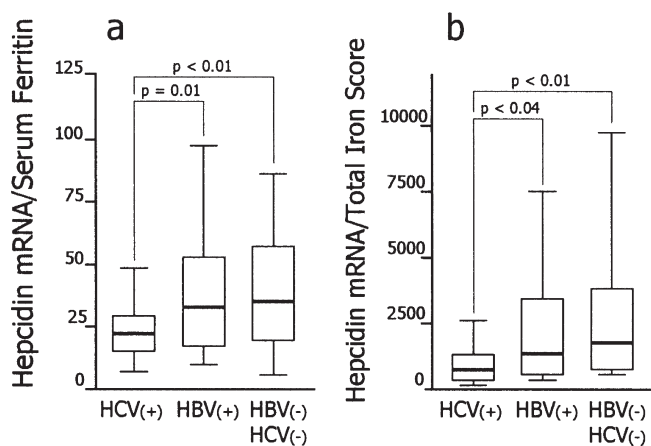 a
Hepcidin mRNA/Serum Ferritin
125
100
75
50
25
0
p < 0.01
p = 0.01
HCV(+)
HBV(+)
HBV(-)
HCV(-)
b
Hepcidin mRNA/Total Iron Score
10000
7500
5000
2500
0
p < 0.01
p < 0.04
HCV(+)
HBV(+)
HBV(-)
HCV(-)